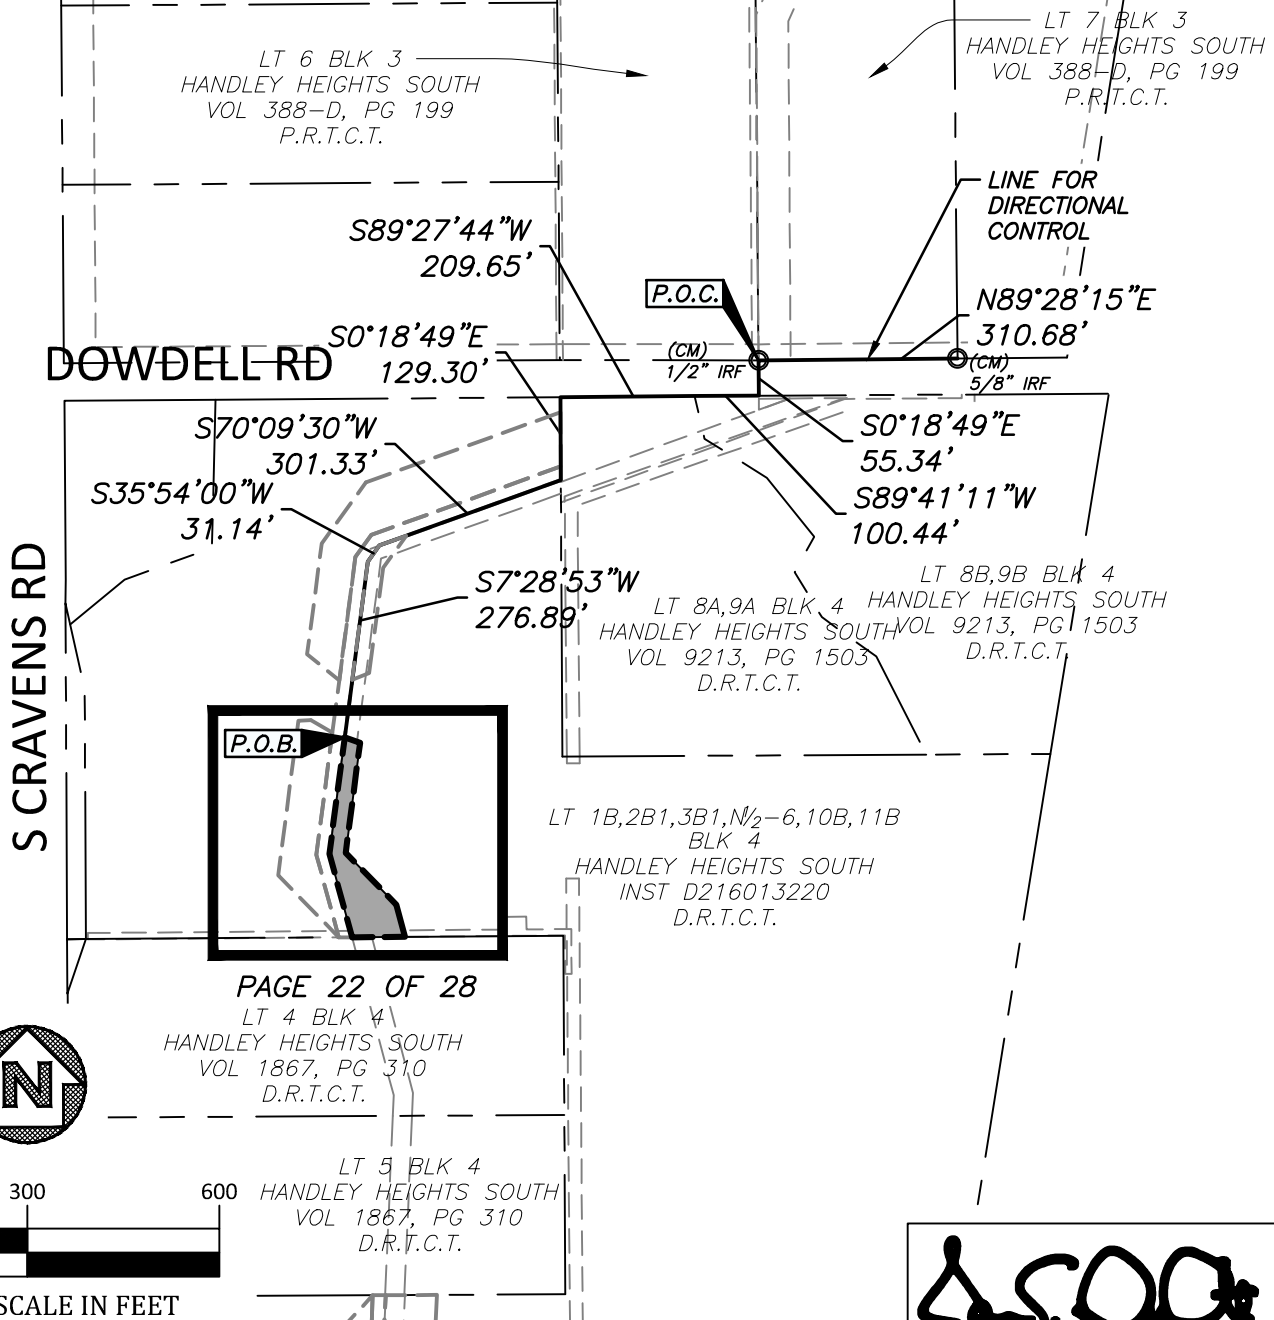 LT 6 BLK 3
HANDLEY HEIGHTS SOUTH
VOL 388-D, PG 199
P.R.T.C.T.
LT 7 BLK 3
HANDLEY HEIGHTS SOUTH
VOL 388-D, PG 199
P.R.T.C.T.
LINE FOR
DIRECTIONAL
CONTROL
S89°27'44"W
209.65'
P.O.C.
N89°28'15"E
310.68'
S0°18'49"E
129.30'
(CM)
1/2" IRF
(CM)
5/8" IRF
DOWDELL RD
S70°09'30"W
301.33'
S0°18'49"E
55.34'
S35°54'00"W
31.14'
S89°41'11"W
100.44'
S CRAVENS RD
S7°28'53"W
276.89'
LT 8A,9A BLK 4
HANDLEY HEIGHTS SOUTH
VOL 9213, PG 1503
D.R.T.C.T.
LT 8B,9B BLK 4
HANDLEY HEIGHTS SOUTH
VOL 9213, PG 1503
D.R.T.C.T.
P.O.B.
LT 1B,2B1,3B1,N½-6,10B,11B
BLK 4
HANDLEY HEIGHTS SOUTH
INST D216013220
D.R.T.C.T.
PAGE 22 OF 28
LT 4 BLK 4
HANDLEY HEIGHTS SOUTH
VOL 1867, PG 310
D.R.T.C.T.
N
LT 5 BLK 4
HANDLEY HEIGHTS SOUTH
VOL 1867, PG 310
D.R.T.C.T.
300 600
SCALE IN FEET